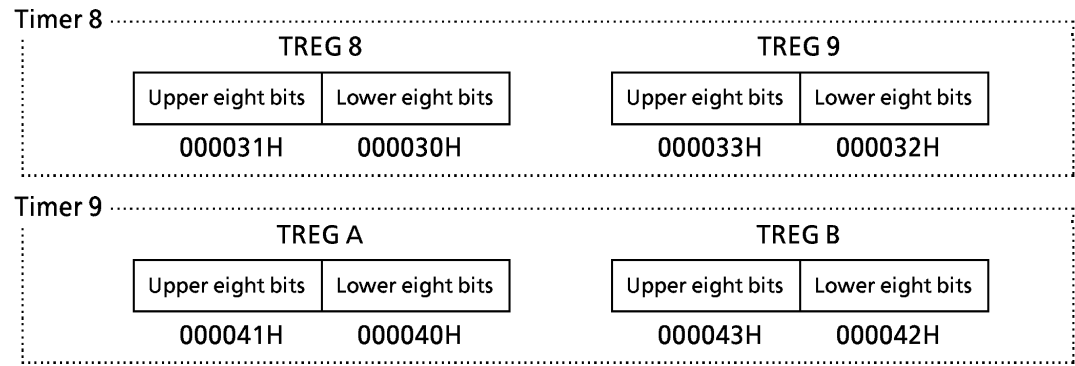 Timer 8
TREG 8 TREG 9
Upper eight bits Lower eight bits Upper eight bits Lower eight bits
000031H 000030H 000033H 000032H
Timer 9
TREG A TREG B
Upper eight bits Lower eight bits Upper eight bits Lower eight bits
000041H 000040H 000043H 000042H